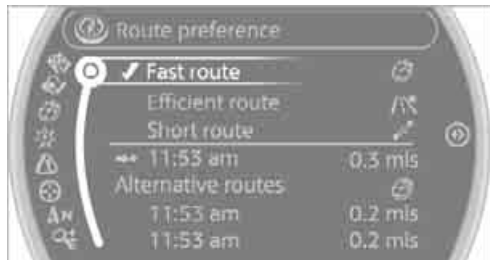 Route preference
Fast route
Efficient route
Short route
11:53 am 0.3 mls
Alternative routes
11:53 am 0.2 mls
11:53 am 0.2 mls
N